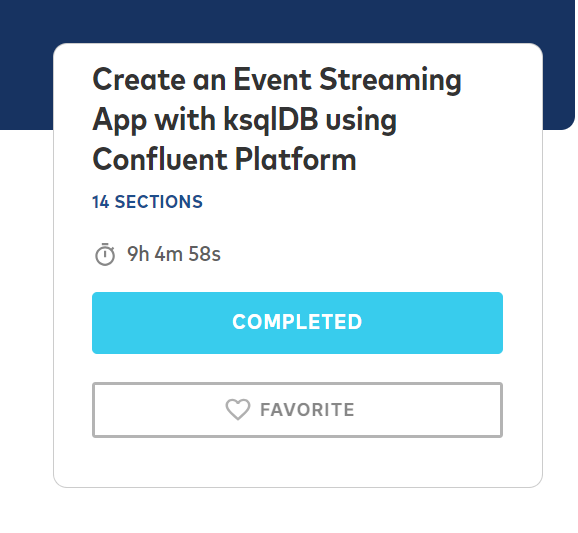 Create an Event Streaming
App with ksqlDB using
Confluent Platform
14 SECTIONS
9h 4m 58s
COMPLETED
FAVORITE